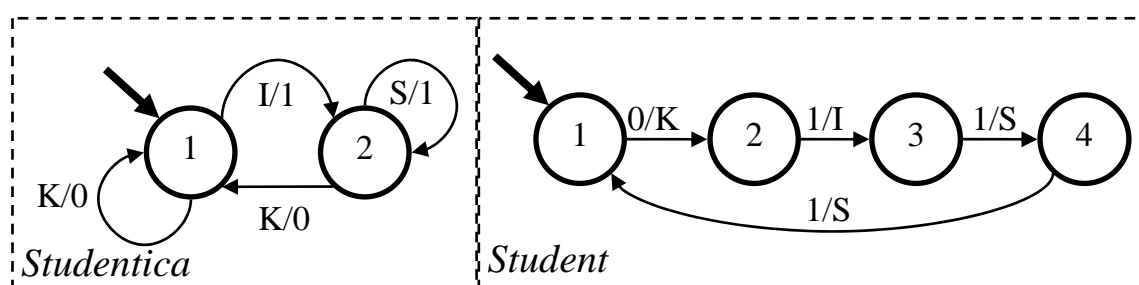 I/1
S/1
1
2
K/0
K/0
Studentica
0/K
1/I
1/S
1
2
3
4
1/S
Student